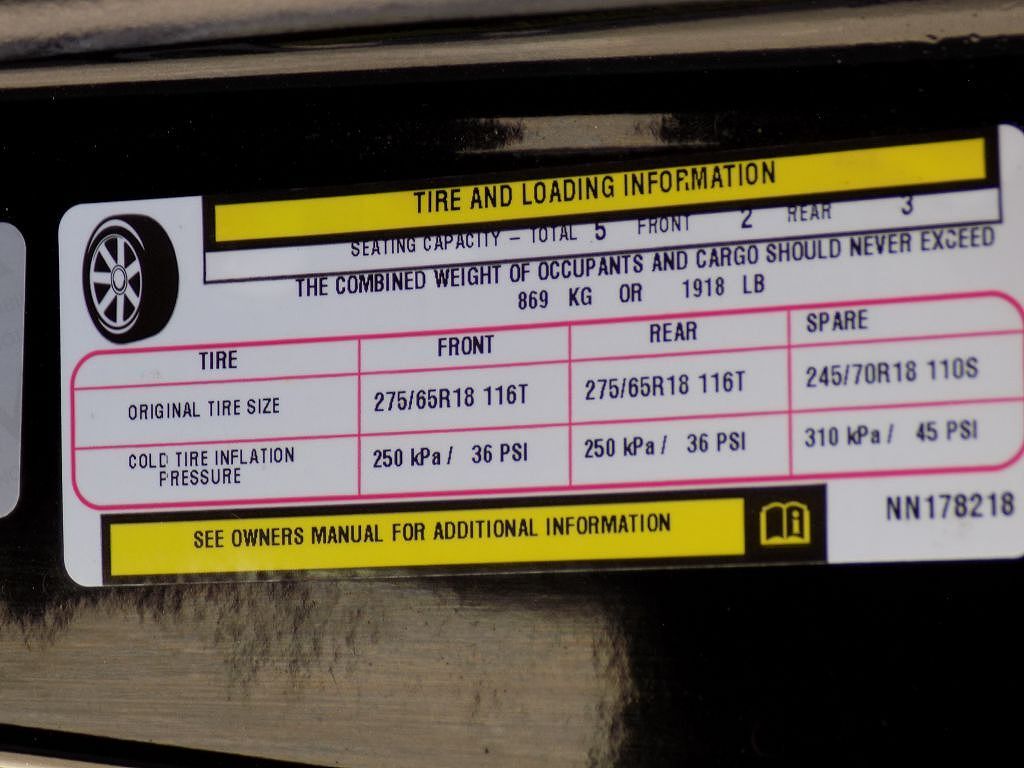 TIRE AND LOADING INFORMATION
SEATING CAPACITY – TOTAL 5 FRONT 2 REAR 3
THE COMBINED WEIGHT OF OCCUPANTS AND CARGO SHOULD NEVER EXCEED
869 KG OR 1918 LB
TIRE FRONT REAR SPARE
ORIGINAL TIRE SIZE 275/65R18 116T 275/65R18 116T 245/70R18 110S
COLD TIRE INFLATION
PRESSURE 250 kPa / 36 PSI 250 kPa / 36 PSI 310 kPa / 45 PSI
SEE OWNERS MANUAL FOR ADDITIONAL INFORMATION
NN178218